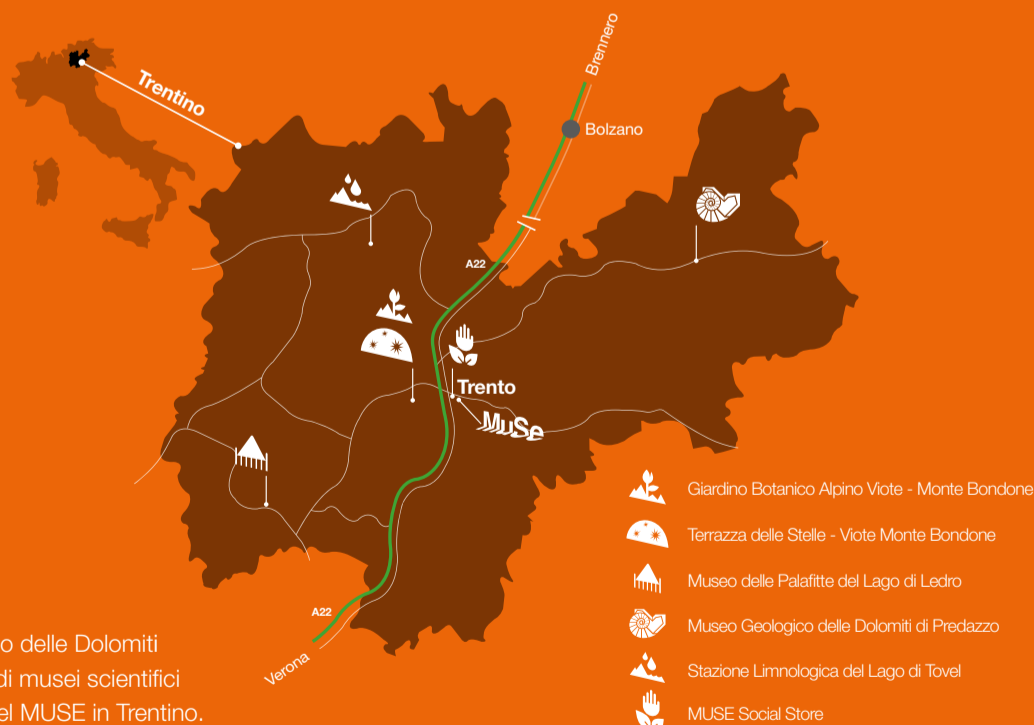 Brennero
Trentino
Bolzano
A22
Trento
MuSe
Giardino Botanico Alpino Viote - Monte Bondone
Terrazza delle Stelle - Viote Monte Bondone
Museo delle Palafitte del Lago di Ledro
Museo Geologico delle Dolomiti di Predazzo
Stazione Limnologica del Lago di Tovel
MUSE Social Store
A22
Verona
o delle Dolomiti
di musei scientifici
el MUSE in Trentino.